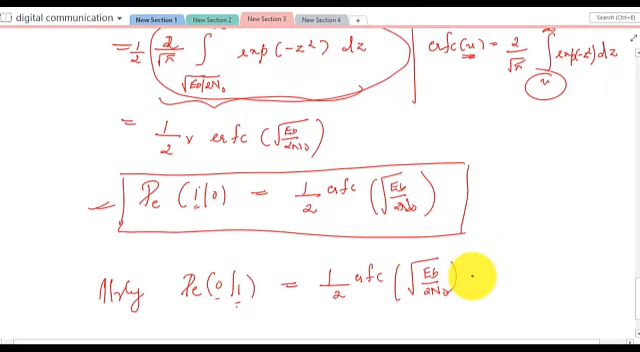 digital communication
New Section 1 New Section 2 New Section 3 New Section 4 +
Search (Ctrl+E)
= 1/2 (2/√π ∫_{√Eb/2N₀} exp(-z²) dz
erfc(u) = 2/√π ∫_u^∞ exp(-z²) dz
= 1/2 × erfc (√Eb/2N₀)
Pe (1|0) = 1/2 erfc (√Eb/2N₀)
Pe (0|1) = 1/2 erfc (√Eb/2N₀)